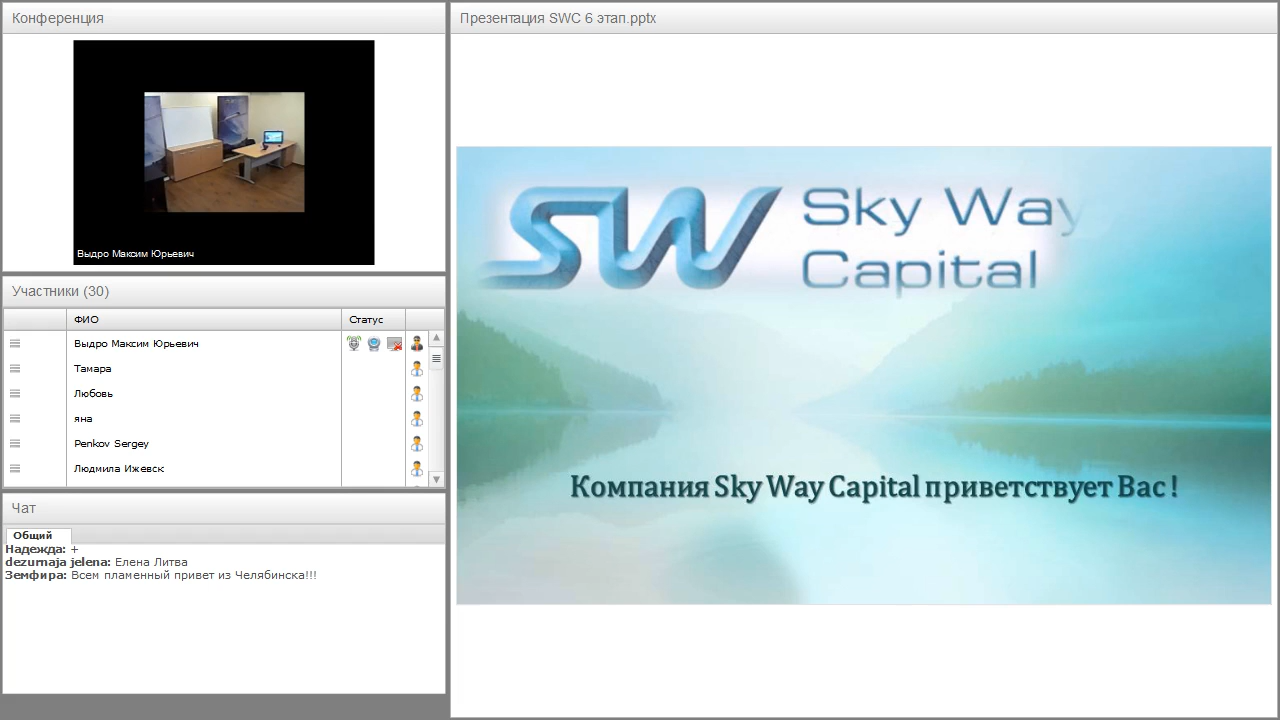 Конференция
Выдро Максим Юрьевич
Участники (30)
ФИО Статус
Выдро Максим Юрьевич
Тамара
Любовь
яна
Penkov Sergey
Людмила Ижевск
Чат
Общий
Надежда: +
dezurnaja jelena: Елена Литва
Земфира: Всем пламенный привет из Челябинска!!!
Презентация SWC 6 этап.pptx
SW Sky Way
Capital
Компания Sky Way Capital приветствует Вас !